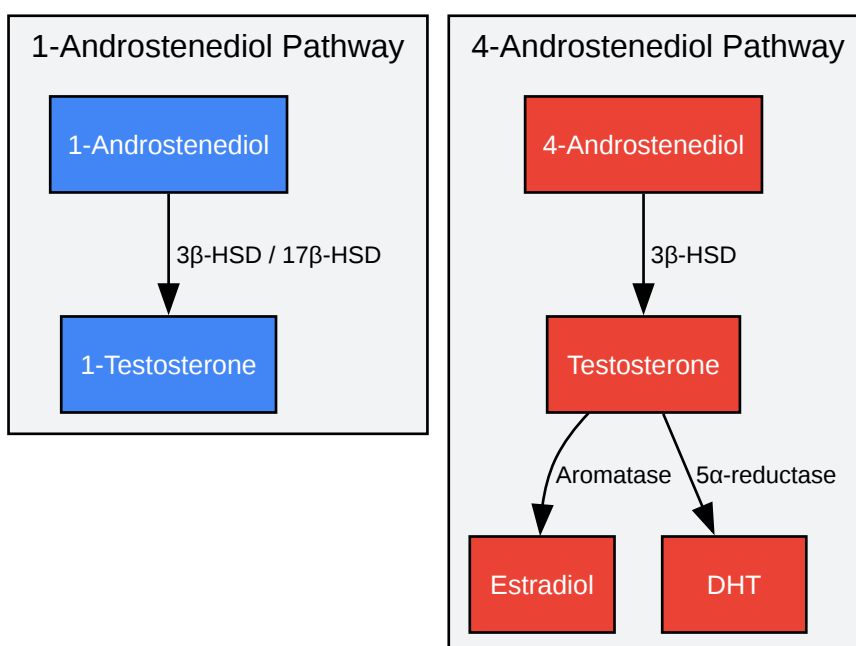 1-Androstenediol Pathway
1-Androstenediol
3β-HSD / 17β-HSD
1-Testosterone
4-Androstenediol Pathway
4-Androstenediol
3β-HSD
Testosterone
Aromatase
5α-reductase
Estradiol
DHT